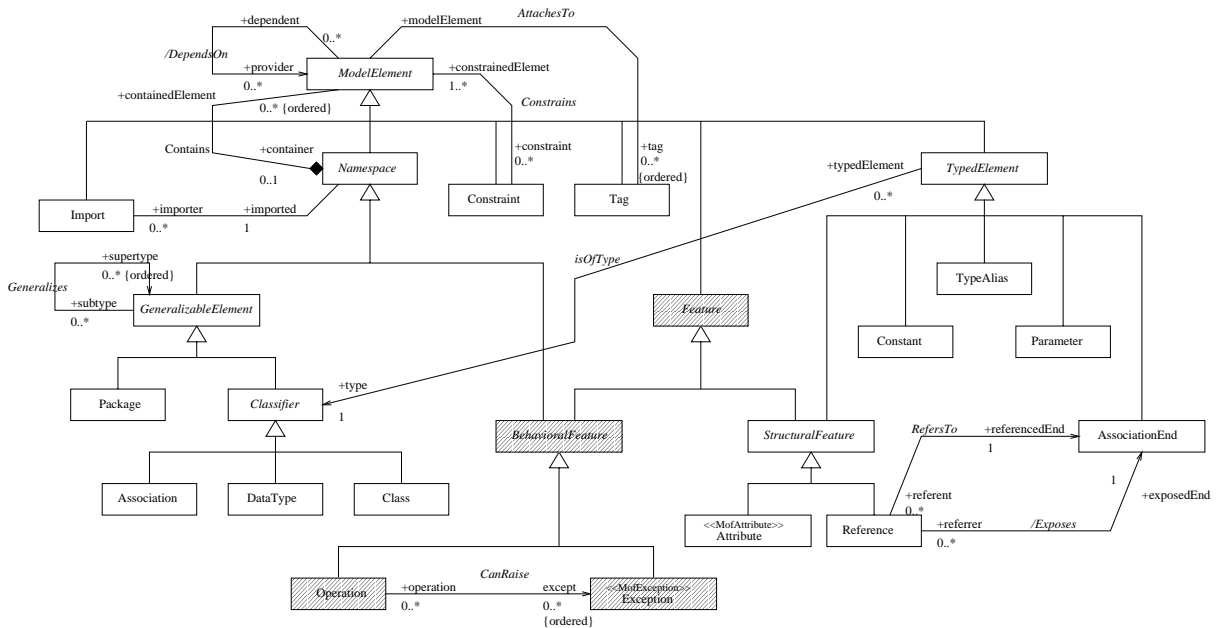 +dependent
+modelElement
AttachesTo
0..*
/DependsOn
+provider
0..*
ModelElement
+constrainedElemet
1..*
+containedElement
0..* {ordered}
Constrains
Contains
+container
0..1
Namespace
+constraint
0..*
+tag
0..*
{ordered}
+typedElement
0..*
TypedElement
Import
+importer
0..*
+imported
1
Constraint
Tag
+supertype
0..* {ordered}
Generalizes
+subtype
0..*
GeneralizableElement
isOfType
Feature
TypeAlias
Constant
Parameter
Package
Classifier
+type
1
BehavioralFeature
StructuralFeature
RefersTo
+referencedEnd
1
AssociationEnd
Association
DataType
Class
1
+exposedEnd
<<MofAttribute>>
Attribute
+referent
0..*
Reference
+referrer
0..*
/Exposes
Operation
+operation
0..*
CanRaise
except
0..*
{ordered}
<<MofException>>
Exception